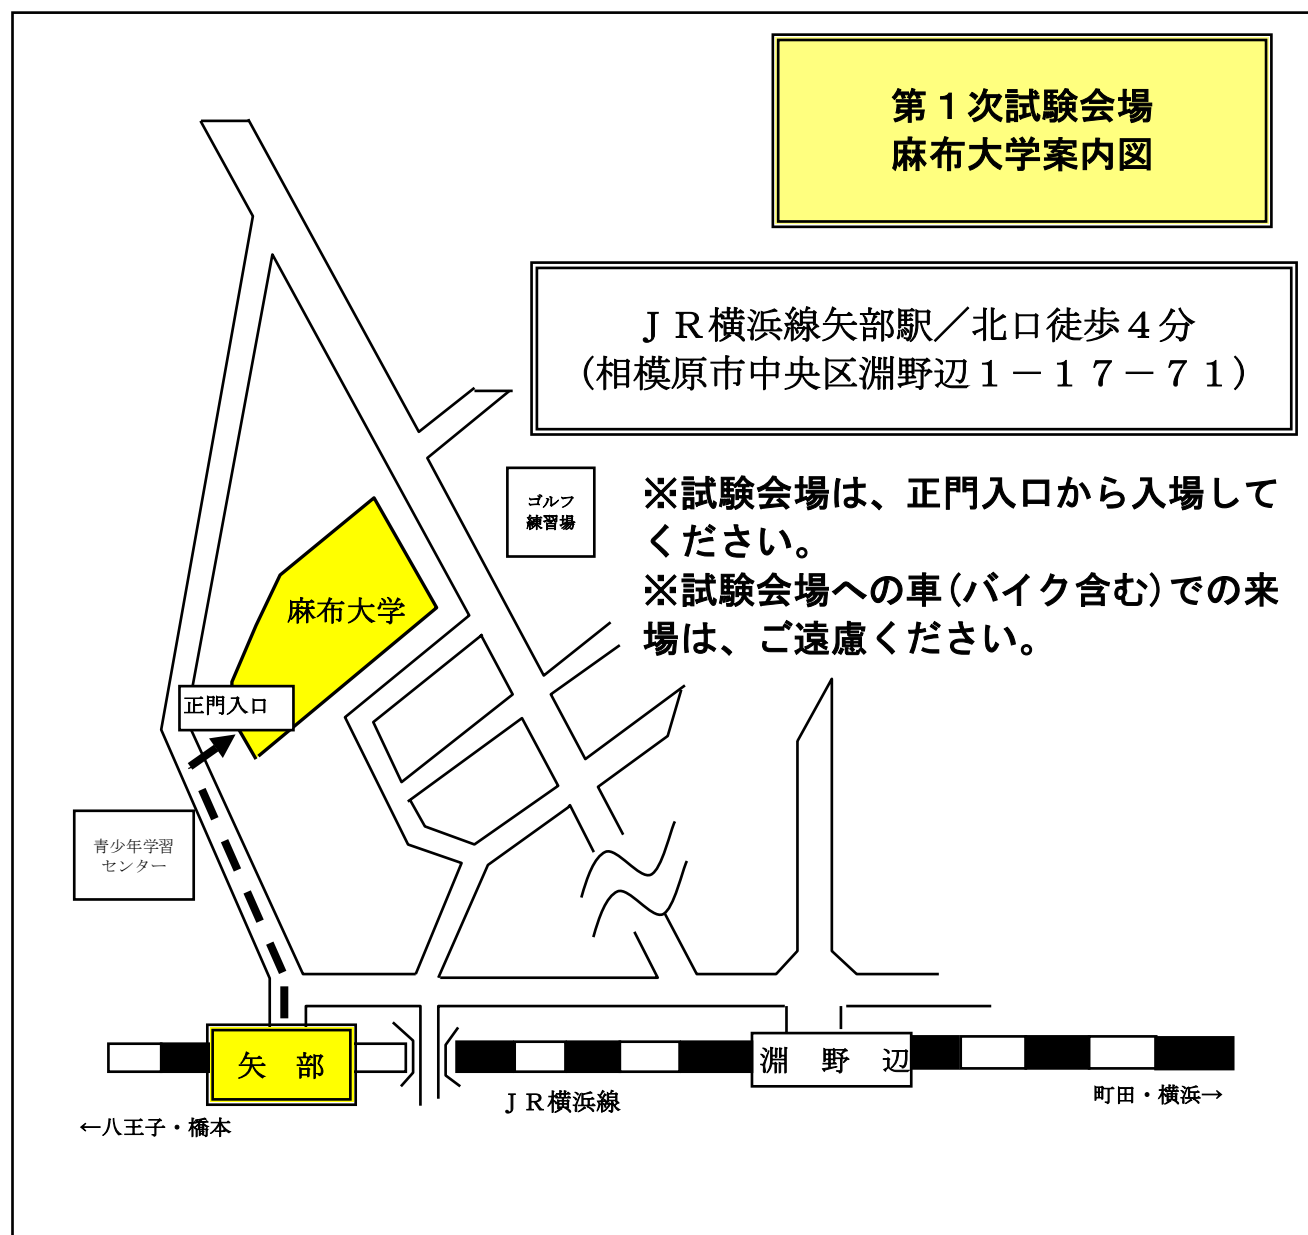 第１次試験会場
麻布大学案内図
ＪＲ横浜線矢部駅／北口徒歩４分
（相模原市中央区淵野辺１－１７－７１）
ゴルフ
練習場
※試験会場は、正門入口から入場して
ください。
※試験会場への車（バイク含む）での来
場は、ご遠慮ください。
麻布大学
正門入口
青少年学習
センター
矢　部
淵　野　辺
ＪＲ横浜線
町田・横浜→
←八王子・橋本